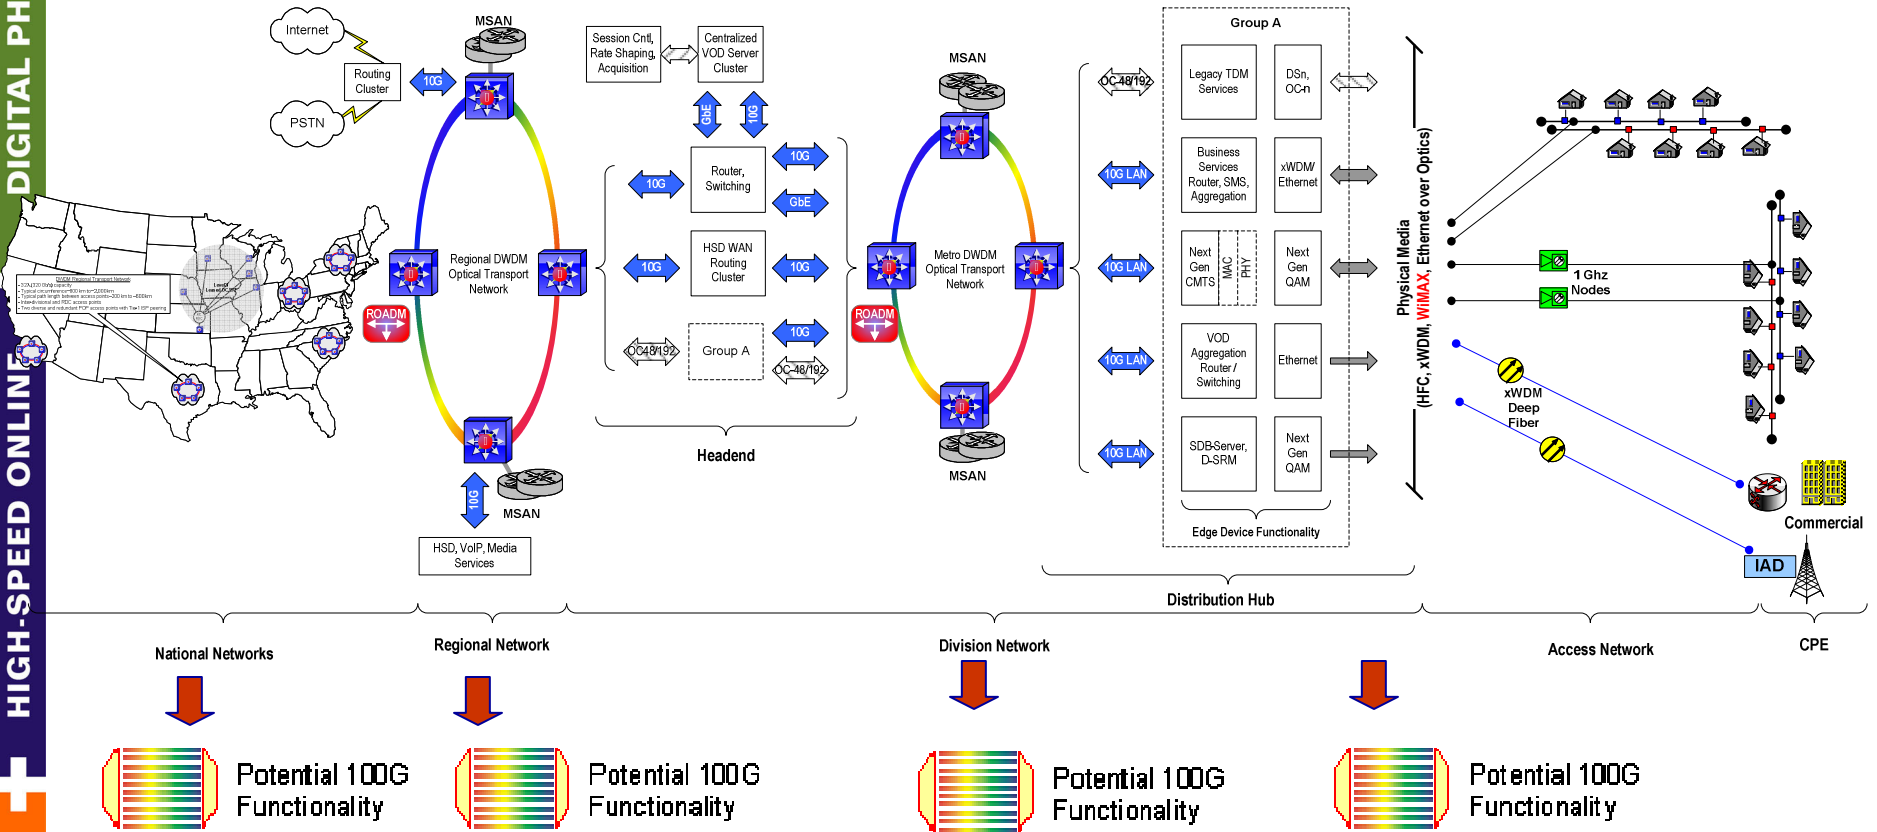 DIGITAL PH
HIGH-SPEED ONLINE
Internet
PSTN
Routing
Cluster
10G
MSAN
Regional DWDM
Optical Transport
Network
ROADM
10G
MSAN
HSD, VoIP, Media
Services
DWDM Regional Transport Network
Session Cntl,
Rate Shaping,
Acquisition
Centralized
VOD Server
Cluster
GbE
10G
10G
Router,
Switching
10G
GbE
10G
HSD WAN
Routing
Cluster
10G
OC48/192
Group A
10G
OC-48/192
Headend
MSAN
Metro DWDM
Optical Transport
Network
ROADM
MSAN
Group A
OC-48/192
Legacy TDM
Services
DSn,
OC-n
10G LAN
Business
Services
Router, SMS,
Aggregation
xWDM/
Ethernet
10G LAN
Next
Gen
CMTS
MAC
PHY
Next
Gen
QAM
10G LAN
VOD
Aggregation
Router /
Switching
Ethernet
10G LAN
SDB-Server,
D-SRM
Next
Gen
QAM
Edge Device Functionality
Distribution Hub
Physical Media
(HFC, xWDM, WiMAX, Ethernet over Optics)
1 Ghz
Nodes
xWDM
Deep
Fiber
Commercial
IAD
National Networks
Regional Network
Division Network
Access Network
CPE
Potential 100G
Functionality
Potential 100G
Functionality
Potential 100G
Functionality
Potential 100G
Functionality